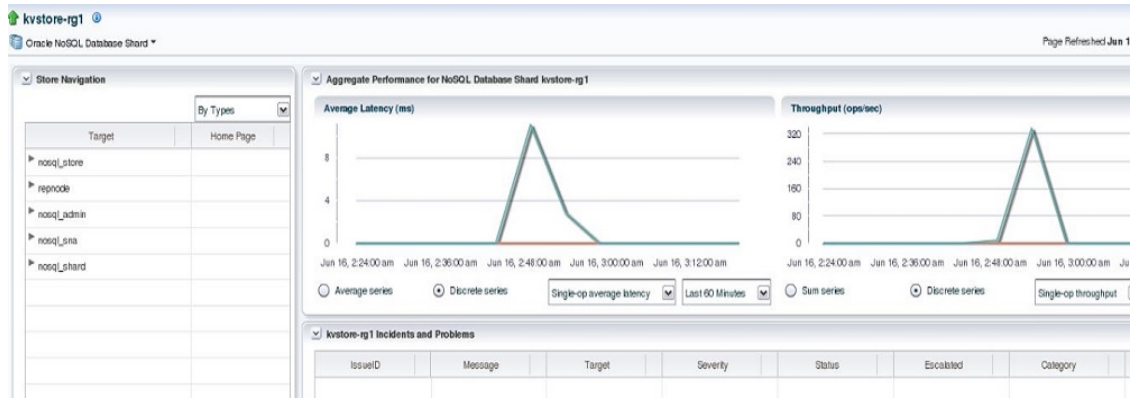 kvstore-rg1
Oracle NoSQL Database Shard
Page Refreshed Jun 1
Store Navigation
By Types
Target Home Page
nosql_store
repnode
nosql_admin
nosql_sna
nosql_shard
Aggregate Performance for NoSQL Database Shard kvstore-rg1
Average Latency (ms)
8
4
0
Jun 16, 2:24:00 am Jun 16, 2:36:00 am Jun 16, 2:48:00 am Jun 16, 3:00:00 am Jun 16, 3:12:00 am
Average series Discrete series Single-op average latency Last 60 Minutes
Throughput (ops/sec)
320
240
160
80
0
Jun 16, 2:24:00 am Jun 16, 2:36:00 am Jun 16, 2:48:00 am Jun 16, 3:00:00 am Ju
Sum series Discrete series Single-op throughput
kvstore-rg1 Incidents and Problems
IssueID Message Target Severity Status Escalated Category